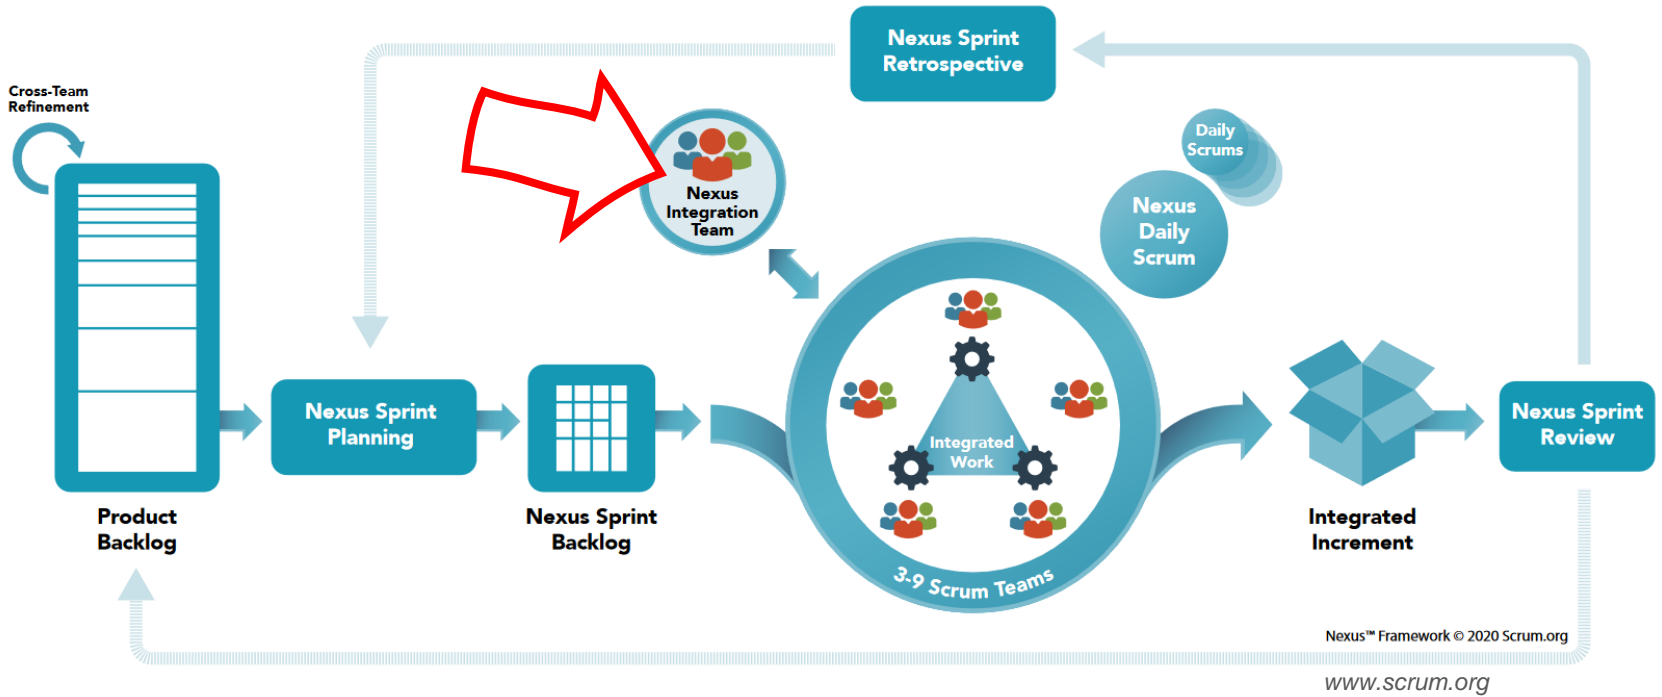 Nexus Sprint
Retrospective
Cross-Team
Refinement
Nexus
Integration
Team
Daily
Scrums
Nexus
Daily
Scrum
Nexus Sprint
Planning
Integrated
Work
Nexus Sprint
Review
Product
Backlog
Nexus Sprint
Backlog
3-9 Scrum Teams
Integrated
Increment
Nexus™ Framework © 2020 Scrum.org
www.scrum.org